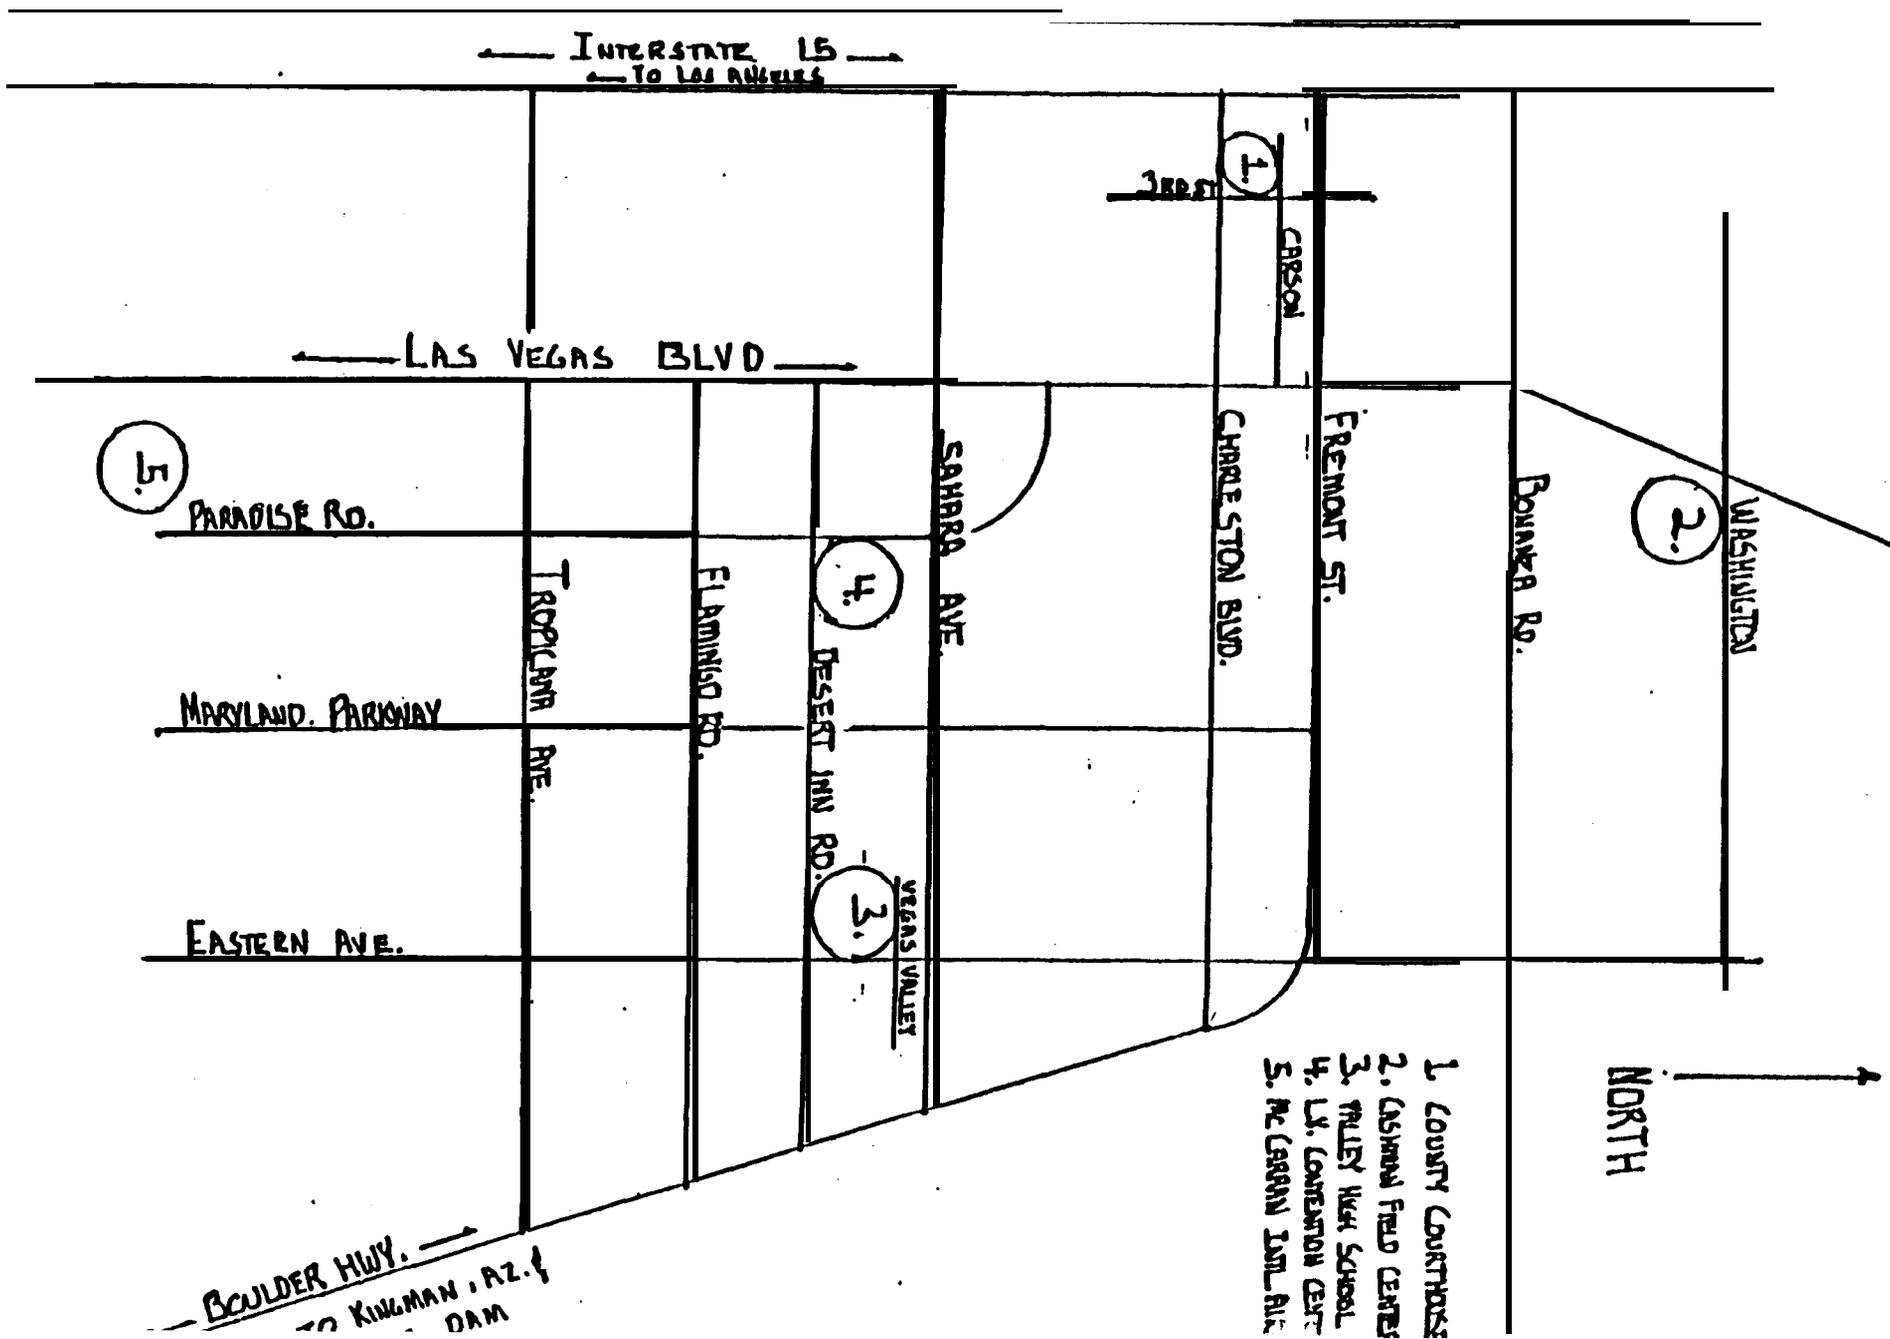 INTERSTATE 15
TO LOS ANGELES
1.
3RD ST
CARSON
LAS VEGAS BLVD
5.
PARADISE RD.
SAHARA AVE.
CHARLESTON BLVD.
FREMONT ST.
BONANZA RD.
2.
WASHINGTON
4.
TROPICANA AVE.
FLAMINGO RD.
DESERT INN RD.
MARYLAND. PARKWAY
3.
VEGAS VALLEY
EASTERN AVE.
1. COUNTY COURTHOUSE
2. CASHMAN FIELD CENTER
3. VALLEY HIGH SCHOOL
4. L.V. CONVENTION CENT
5. MC CARRAN INTL AIR
NORTH
BOULDER HWY.
TO KINGMAN, AZ. &
DAM